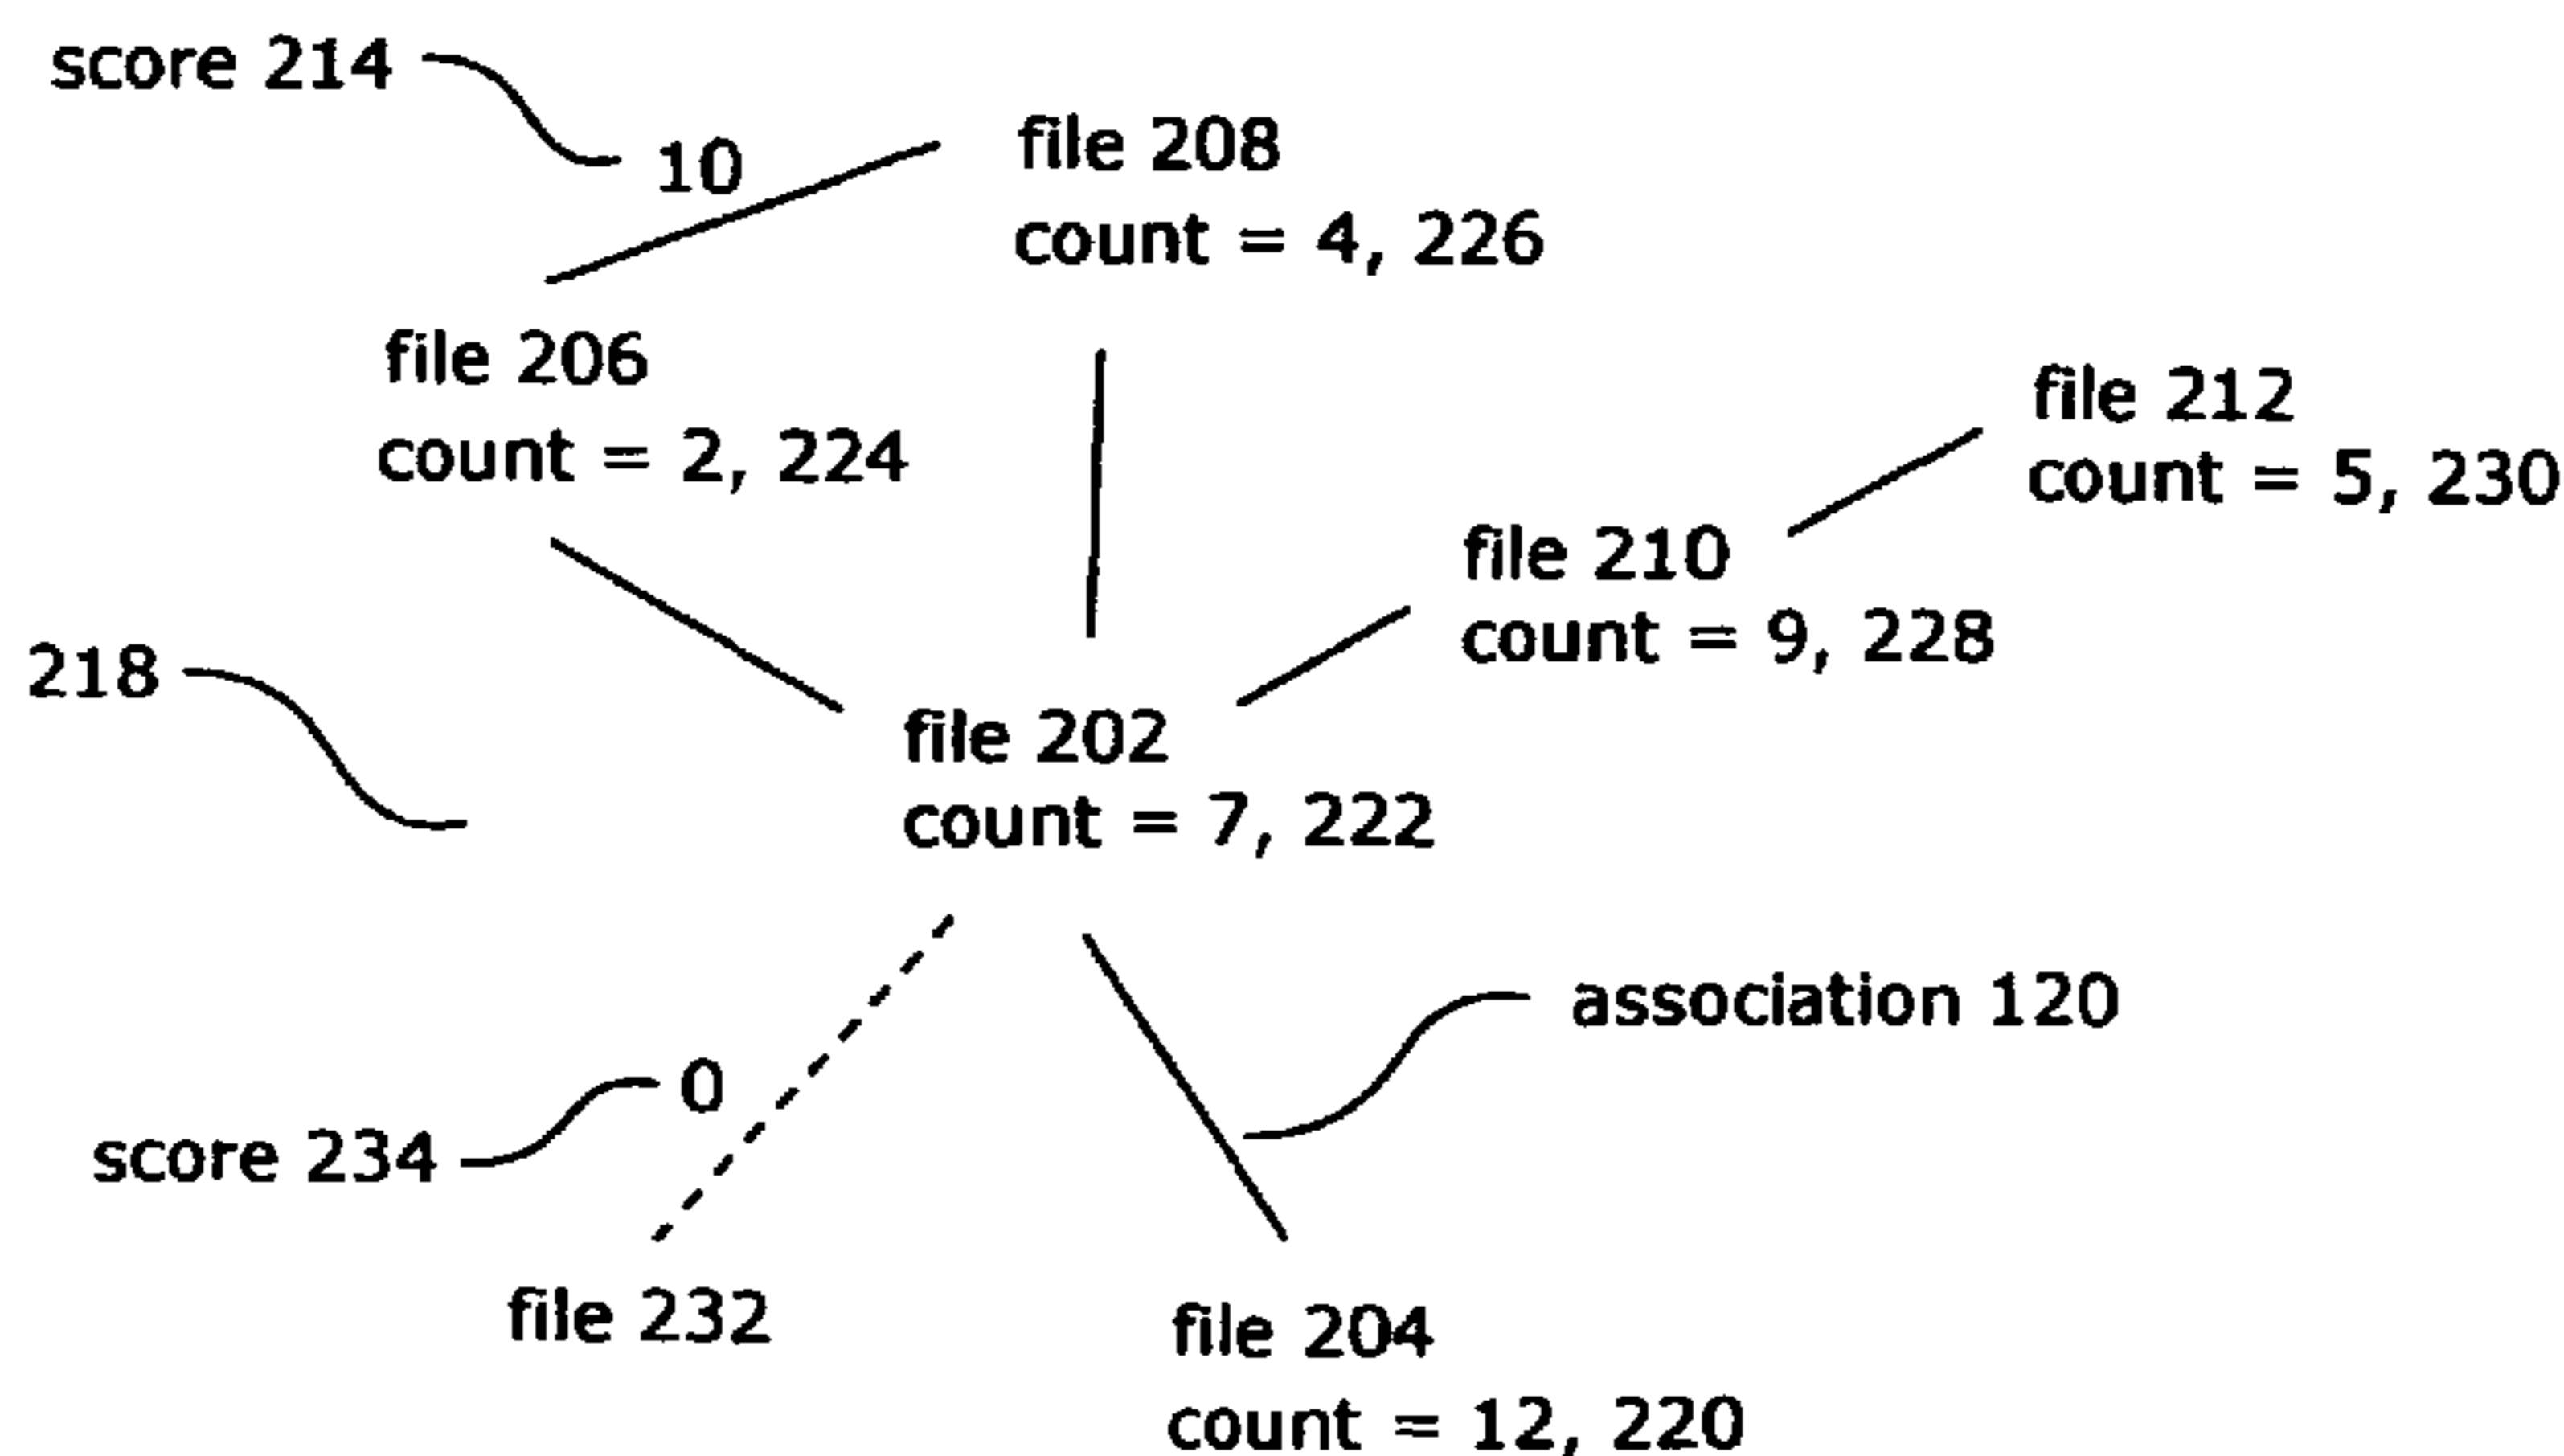 score 214
10
file 208
count = 4, 226
file 206
count = 2, 224
file 212
count = 5, 230
file 210
count = 9, 228
218
file 202
count = 7, 222
association 120
0
score 234
file 232
file 204
count = 12, 220